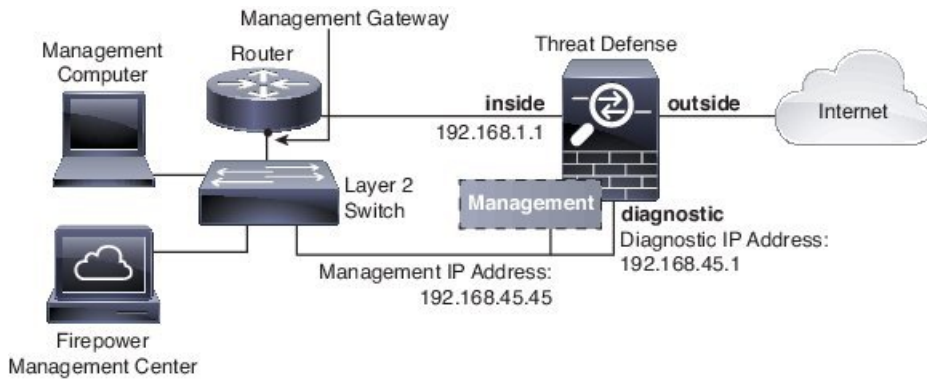 Management Gateway
Management
Computer
Router
Threat Defense
inside
192.168.1.1
outside
Internet
Layer 2
Switch
Management
diagnostic
Diagnostic IP Address:
192.168.45.1
Management IP Address:
192.168.45.45
Firepower
Management Center